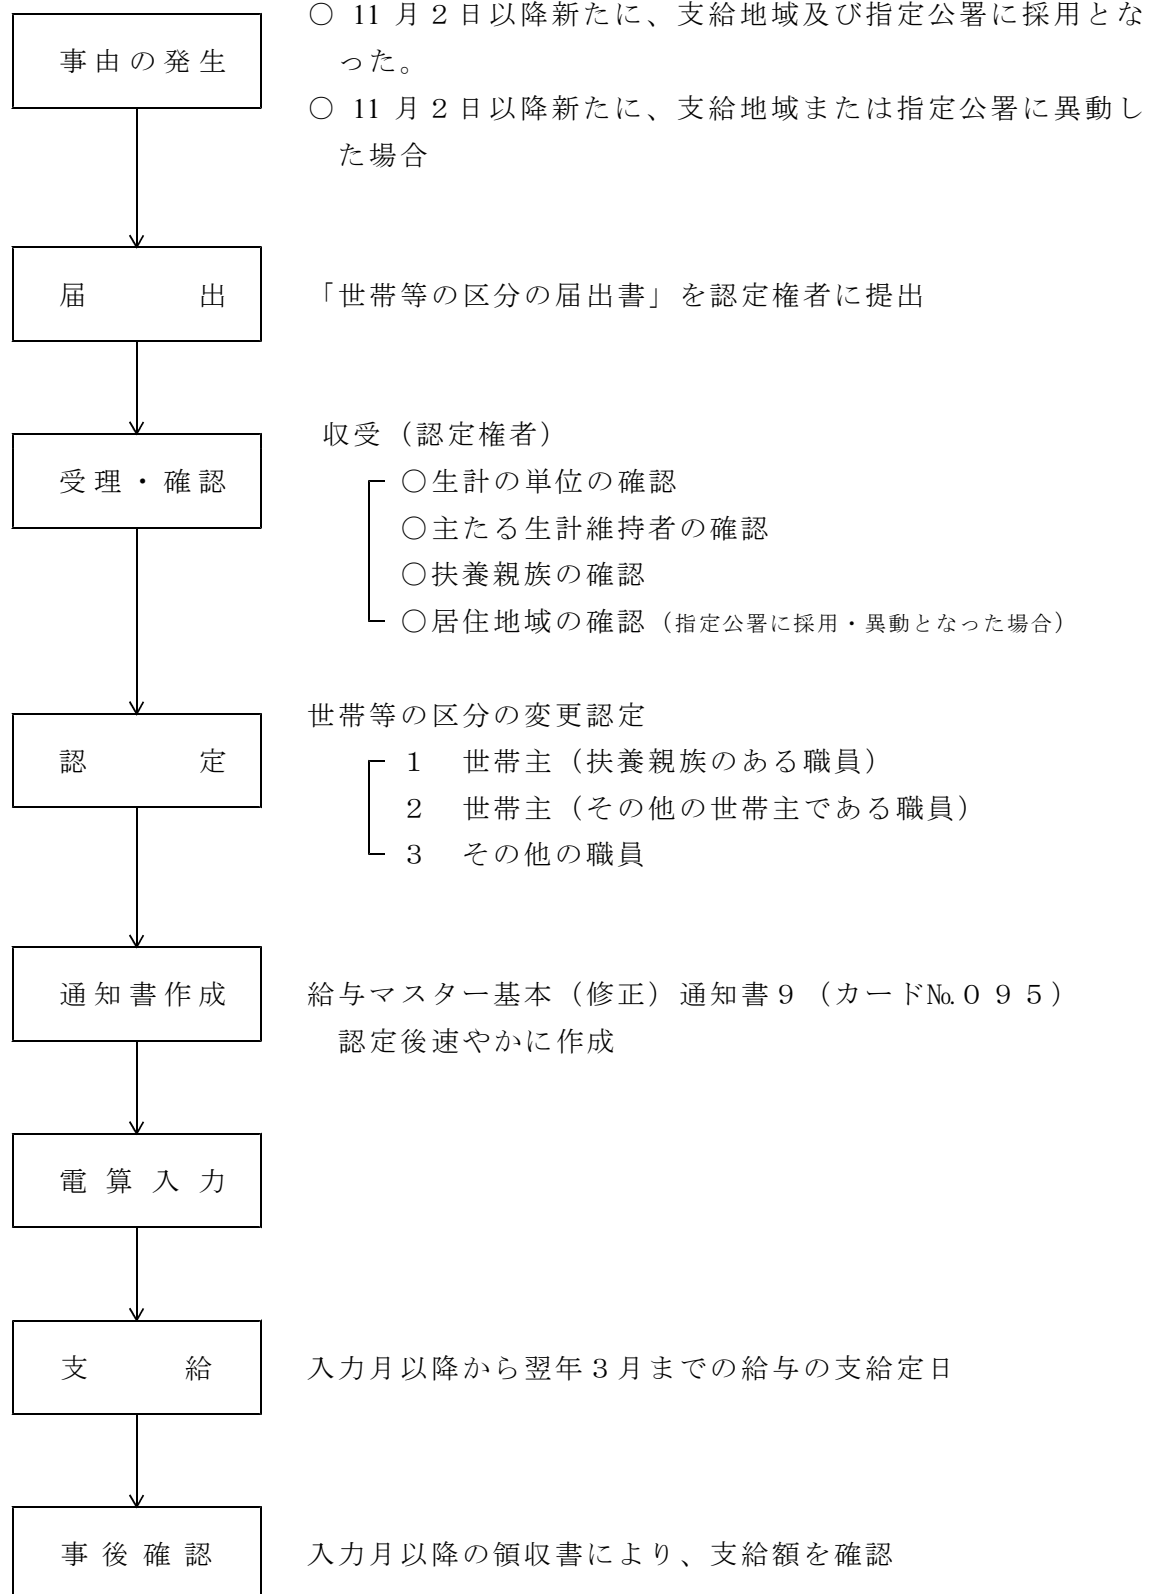 ○ 11月２日以降新たに、支給地域及び指定公署に採用とな
事由の発生
った。
○ 11月２日以降新たに、支給地域または指定公署に異動し
た場合
届出
「世帯等の区分の届出書」を認定権者に提出
収受（認定権者）
受理・確認
○生計の単位の確認
○主たる生計維持者の確認
○扶養親族の確認
○居住地域の確認（指定公署に採用・異動となった場合）
世帯等の区分の変更認定
認定
１　世帯主（扶養親族のある職員）
２　世帯主（その他の世帯主である職員）
３　その他の職員
通知書作成
給与マスター基本（修正）通知書９（カード№０９５）
認定後速やかに作成
電算入力
支給
入力月以降から翌年３月までの給与の支給定日
事後確認
入力月以降の領収書により、支給額を確認